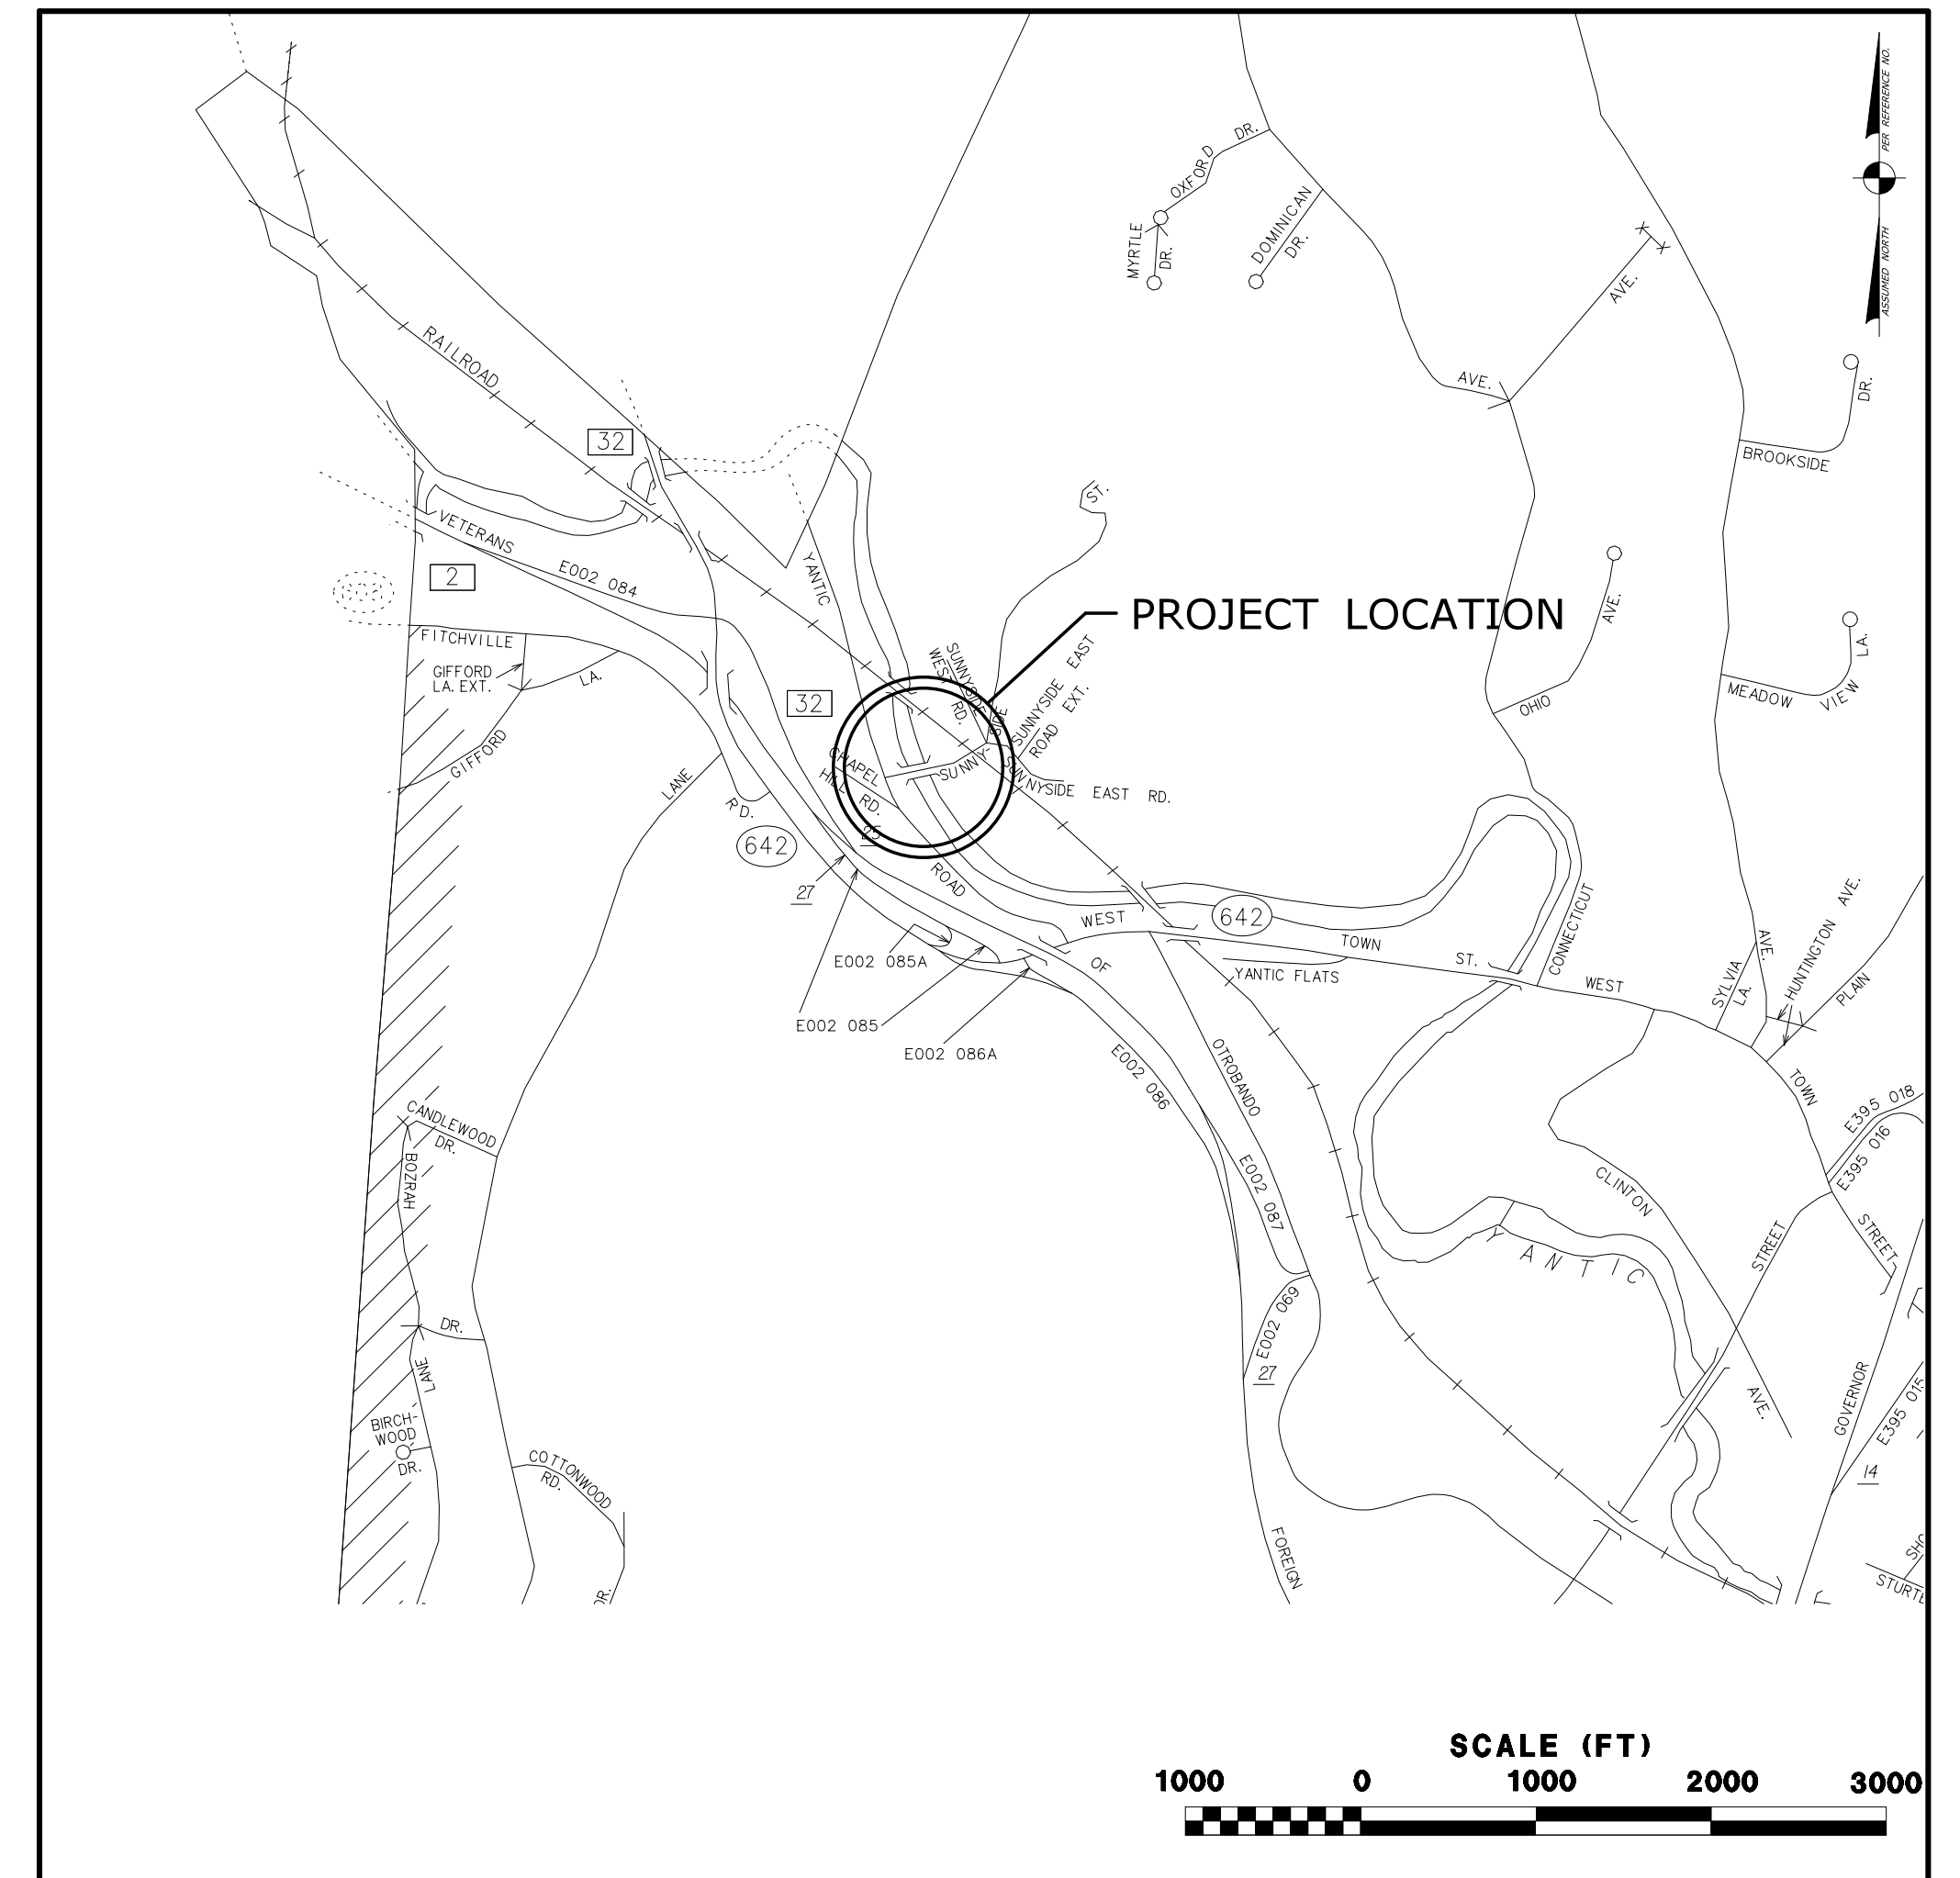 PER REFERENCE NO.
ASSUMED NORTH
OXFORD DR.
MYRTLE DR.
DOMINICAN DR.
AVE.
AVE.
DR.
BROOKSIDE
RAILROAD
32
VETERANS
E002 084
2
FITCHVILLE
GIFFORD
LA. EXT.
LA.
GIFFORD
YANTIC
ST.
PROJECT LOCATION
SUNNYSIDE
WEST RD.
SUNNYSIDE EAST
ROAD EXT.
SIDE
SUNNY-
SUNNYSIDE EAST RD.
32
CHAPEL
HILL RD.
25
LANE
RD.
642
27
ROAD
OHIO
AVE.
MEADOW
VIEW
LA.
WEST
642
TOWN
ST.
YANTIC FLATS
CONNECTICUT
WEST
SYLVIA
LA.
AVE.
HUNTINGTON AVE.
PLAIN
TOWN
E002 085A
OF
E002 085
E002 086A
E002 086
OTROBANDO
E002 087
E002 069
27
CANDLEWOOD
DR.
BOZRAH
DR.
LANE
BIRCH-
WOOD
DR.
COTTONWOOD
RD.
DR.
FOREIGN
YANTIC
CLINTON
AVE.
STREET
STREET
E395 018
E395 016
GOVERNOR
E395 015
14
SHO
STURTE
SCALE (FT)
1000 0 1000 2000 3000